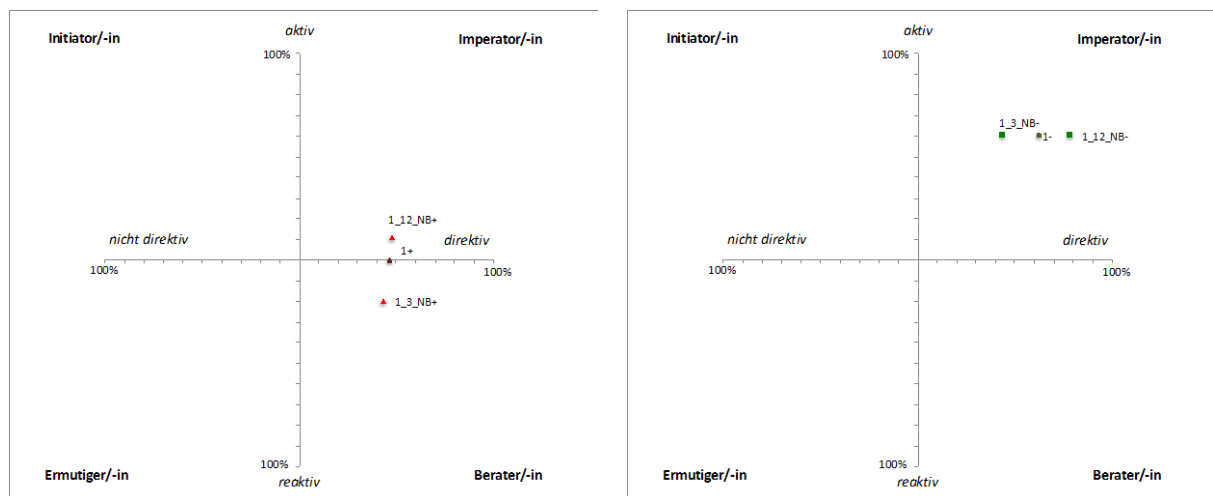 aktiv
Initiator/-in
Imperator/-in
100%
1_12_NB+
nicht direktiv
1+
direktiv
100%
100%
1_3_NB+
100%
Ermutiger/-in
Berater/-in
reaktiv
aktiv
Initiator/-in
Imperator/-in
100%
1_3_NB-
1-
1_12_NB-
nicht direktiv
direktiv
100%
100%
100%
Ermutiger/-in
Berater/-in
reaktiv